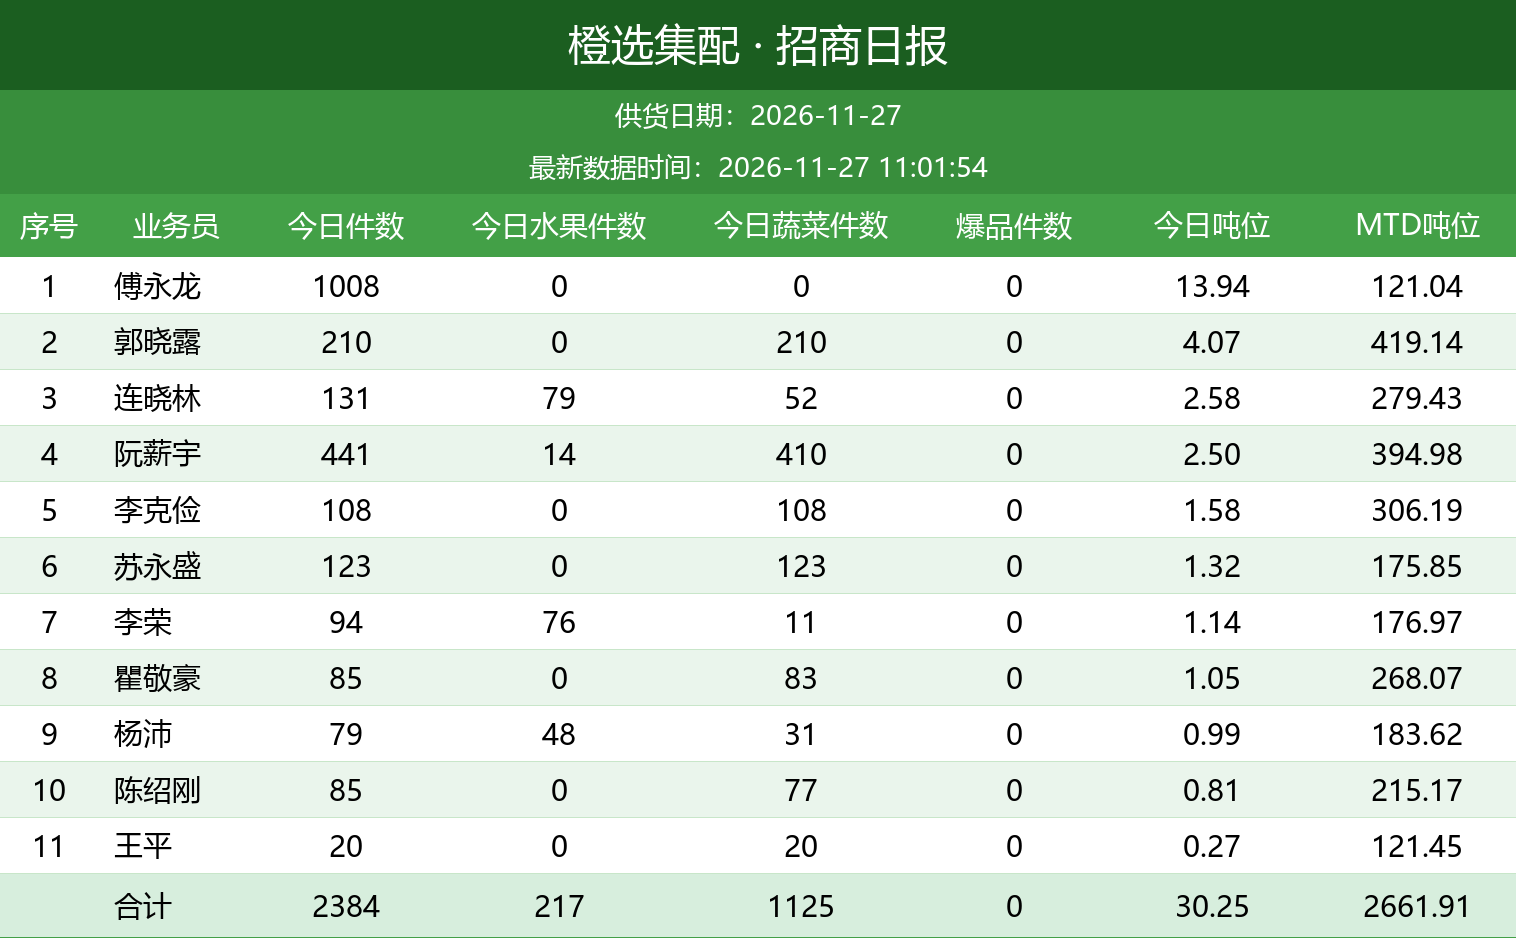 橙选集配 · 招商日报
供货日期：2026-11-27
最新数据时间：2026-11-27 11:01:54
序号 业务员 今日件数 今日水果件数 今日蔬菜件数 爆品件数 今日吨位 MTD吨位
1 傅永龙 1008 0 0 0 13.94 121.04
2 郭晓露 210 0 210 0 4.07 419.14
3 连晓林 131 79 52 0 2.58 279.43
4 阮薪宇 441 14 410 0 2.50 394.98
5 李克俭 108 0 108 0 1.58 306.19
6 苏永盛 123 0 123 0 1.32 175.85
7 李荣 94 76 11 0 1.14 176.97
8 瞿敬豪 85 0 83 0 1.05 268.07
9 杨沛 79 48 31 0 0.99 183.62
10 陈绍刚 85 0 77 0 0.81 215.17
11 王平 20 0 20 0 0.27 121.45
合计 2384 217 1125 0 30.25 2661.91